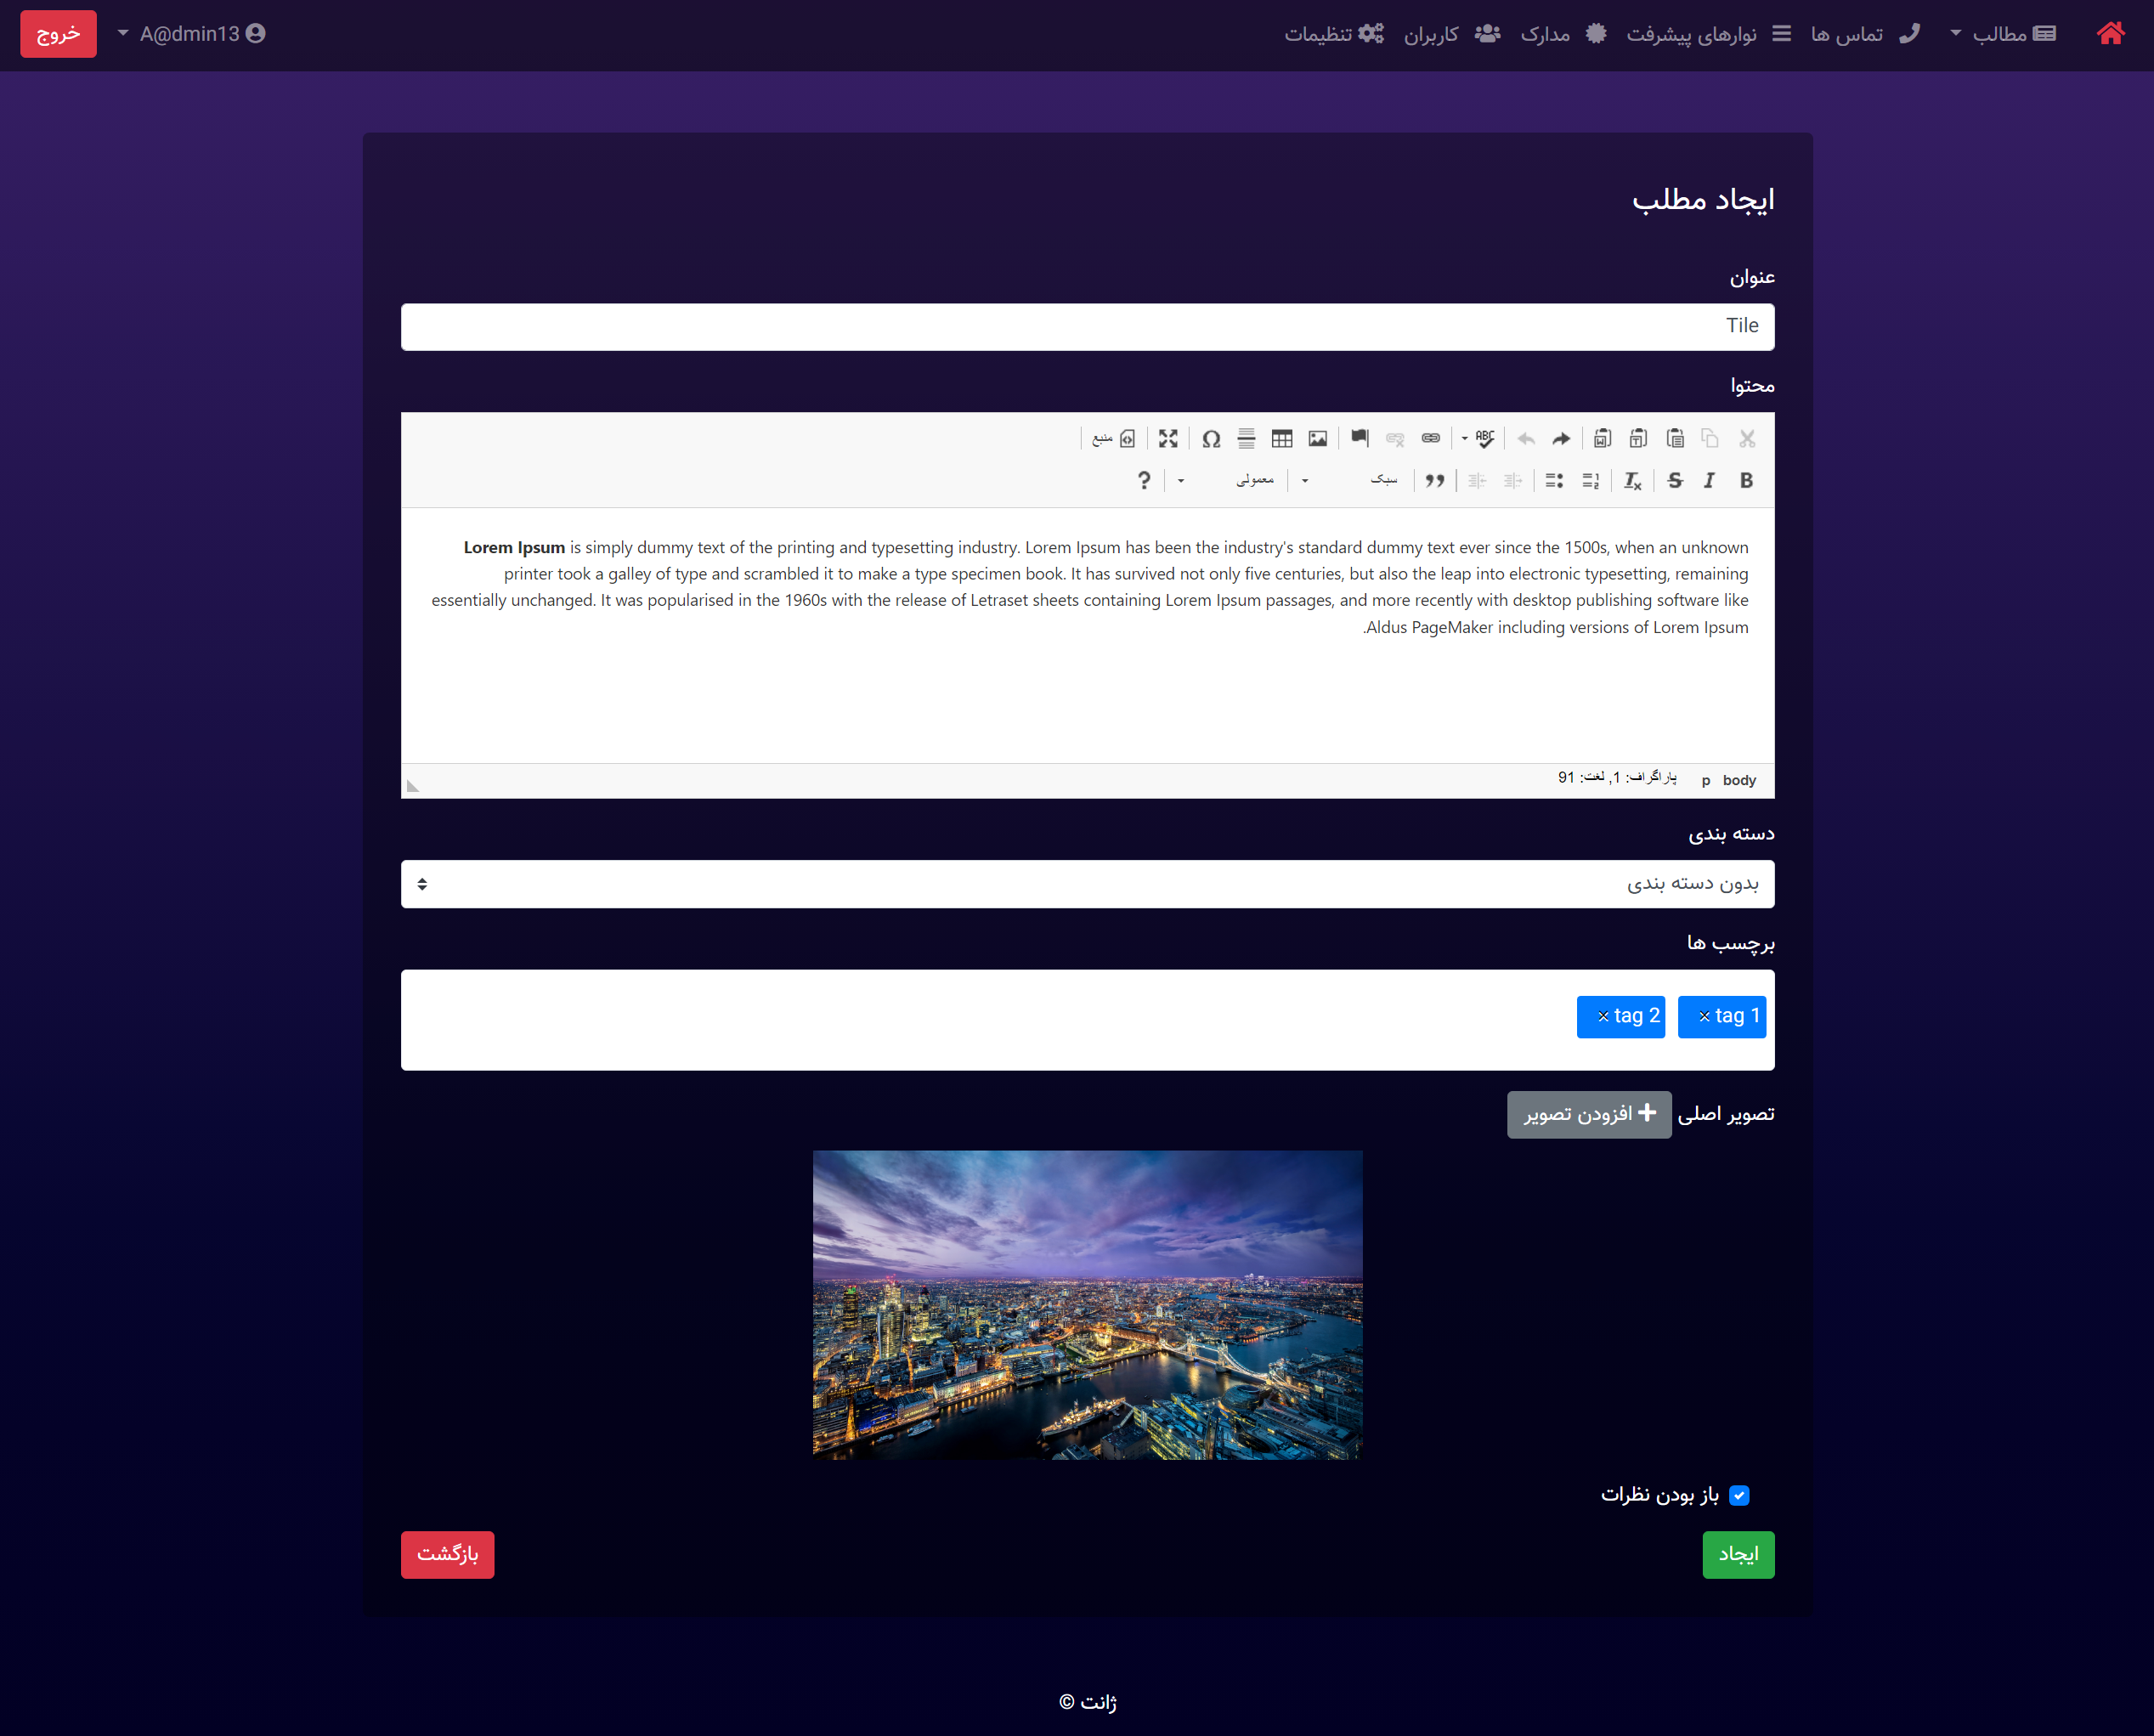 مطالب تماس ها نوارهای پیشرفت مدارک کاربران تنظیمات A@dmin13 خروج
ایجاد مطلب
عنوان
Tile
محتوا
ABC منبع
B I S Tx سبک معمولی ?
Lorem Ipsum is simply dummy text of the printing and typesetting industry. Lorem Ipsum has been the industry's standard dummy text ever since the 1500s, when an unknown
printer took a galley of type and scrambled it to make a type specimen book. It has survived not only five centuries, but also the leap into electronic typesetting, remaining
essentially unchanged. It was popularised in the 1960s with the release of Letraset sheets containing Lorem Ipsum passages, and more recently with desktop publishing software like
Aldus PageMaker including versions of Lorem Ipsum.
body p پاراگراف: 1, لغت: 91
دسته بندی
بدون دسته بندی
برچسب ها
tag 1 × tag 2 ×
تصویر اصلی افزودن تصویر
باز بودن نظرات
ایجاد بازگشت
ژانت ©